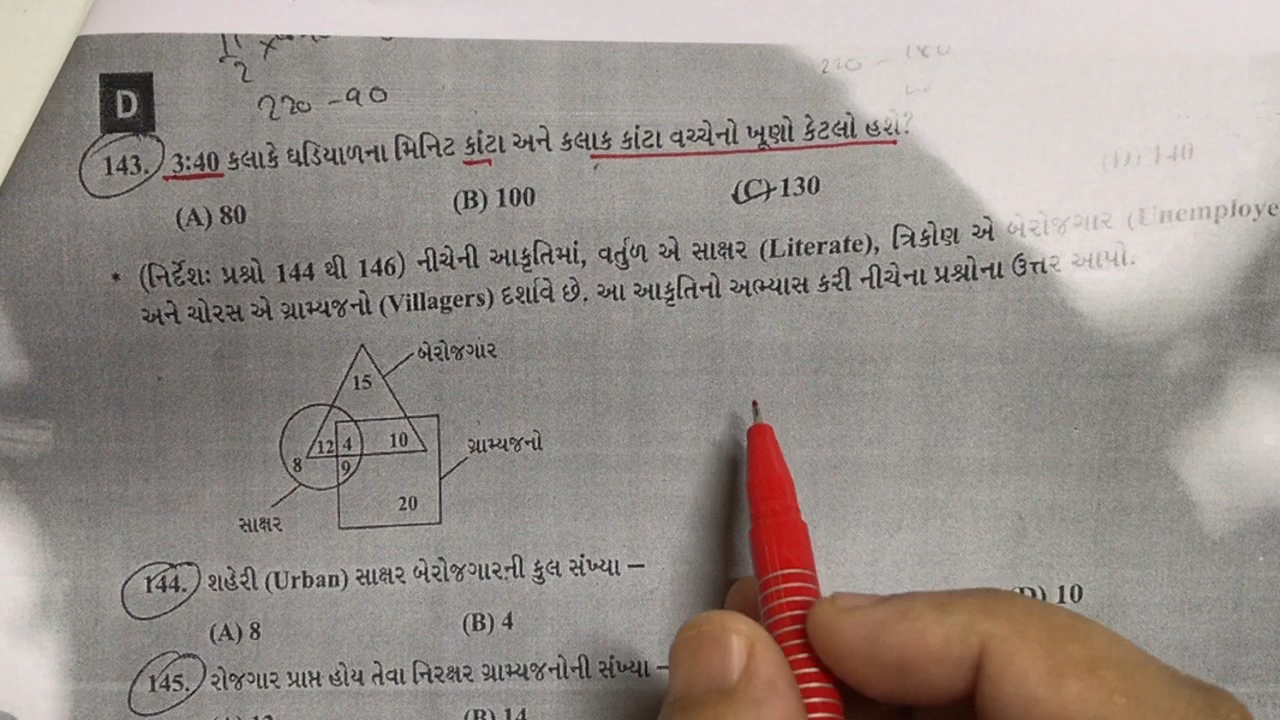 220 - 90
D
143. 3:40 કલાકે ઘડિયાળના મિનિટ કાંટા અને કલાક કાંટા વચ્ચેનો ખૂણો કેટલો હશે?
(A) 80 (B) 100 (C) 130 (D) 140
* (નિર્દેશઃ પ્રશ્નો 144 થી 146) નીચેની આકૃતિમાં, વર્તુળ એ સાક્ષર (Literate), ત્રિકોણ એ બેરોજગાર (Unemploye
અને ચોરસ એ ગ્રામ્યજનો (Villagers) દર્શાવે છે. આ આકૃતિનો અભ્યાસ કરી નીચેના પ્રશ્નોના ઉત્તર આપો.
બેરોજગાર
15
12 4 10
ગ્રામ્યજનો
8 9
20
સાક્ષર
144. શહેરી (Urban) સાક્ષર બેરોજગારની કુલ સંખ્યા –
(A) 8 (B) 4 (D) 10
145. રોજગાર પ્રાપ્ત હોય તેવા નિરક્ષર ગ્રામ્યજનોની સંખ્યા –
(B) 14